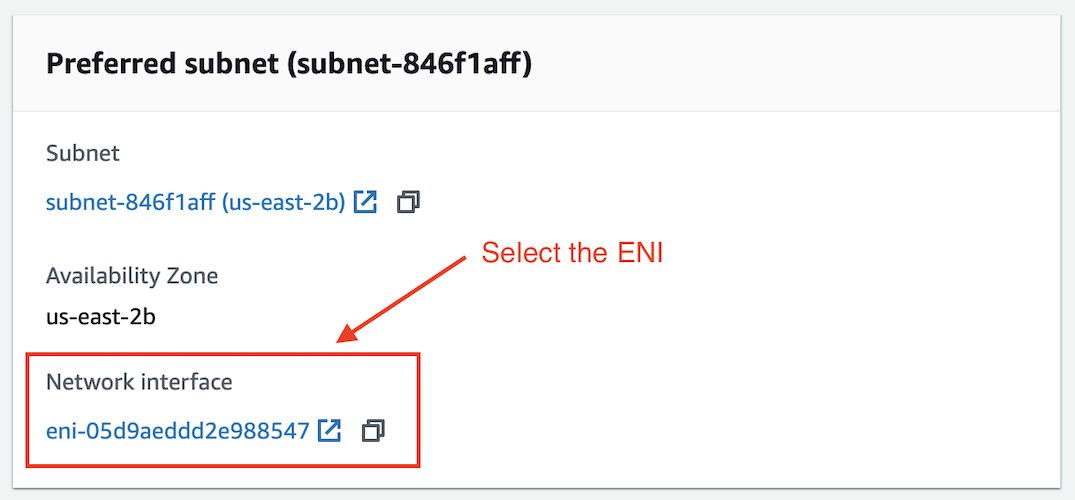 Preferred subnet (subnet-846f1aff)
Subnet
subnet-846f1aff (us-east-2b)
Select the ENI
Availability Zone
us-east-2b
Network interface
eni-05d9aeddd2e988547